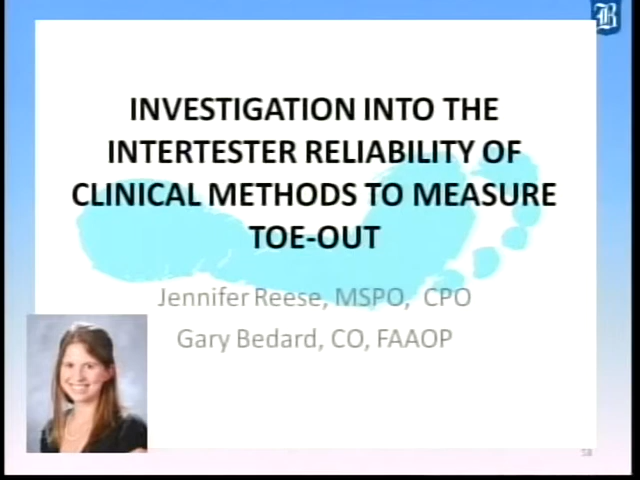 B
INVESTIGATION INTO THE
INTERTESTER RELIABILITY OF
CLINICAL METHODS TO MEASURE
TOE-OUT
Jennifer Reese, MSPO, CPO
Gary Bedard, CO, FAAOP
58